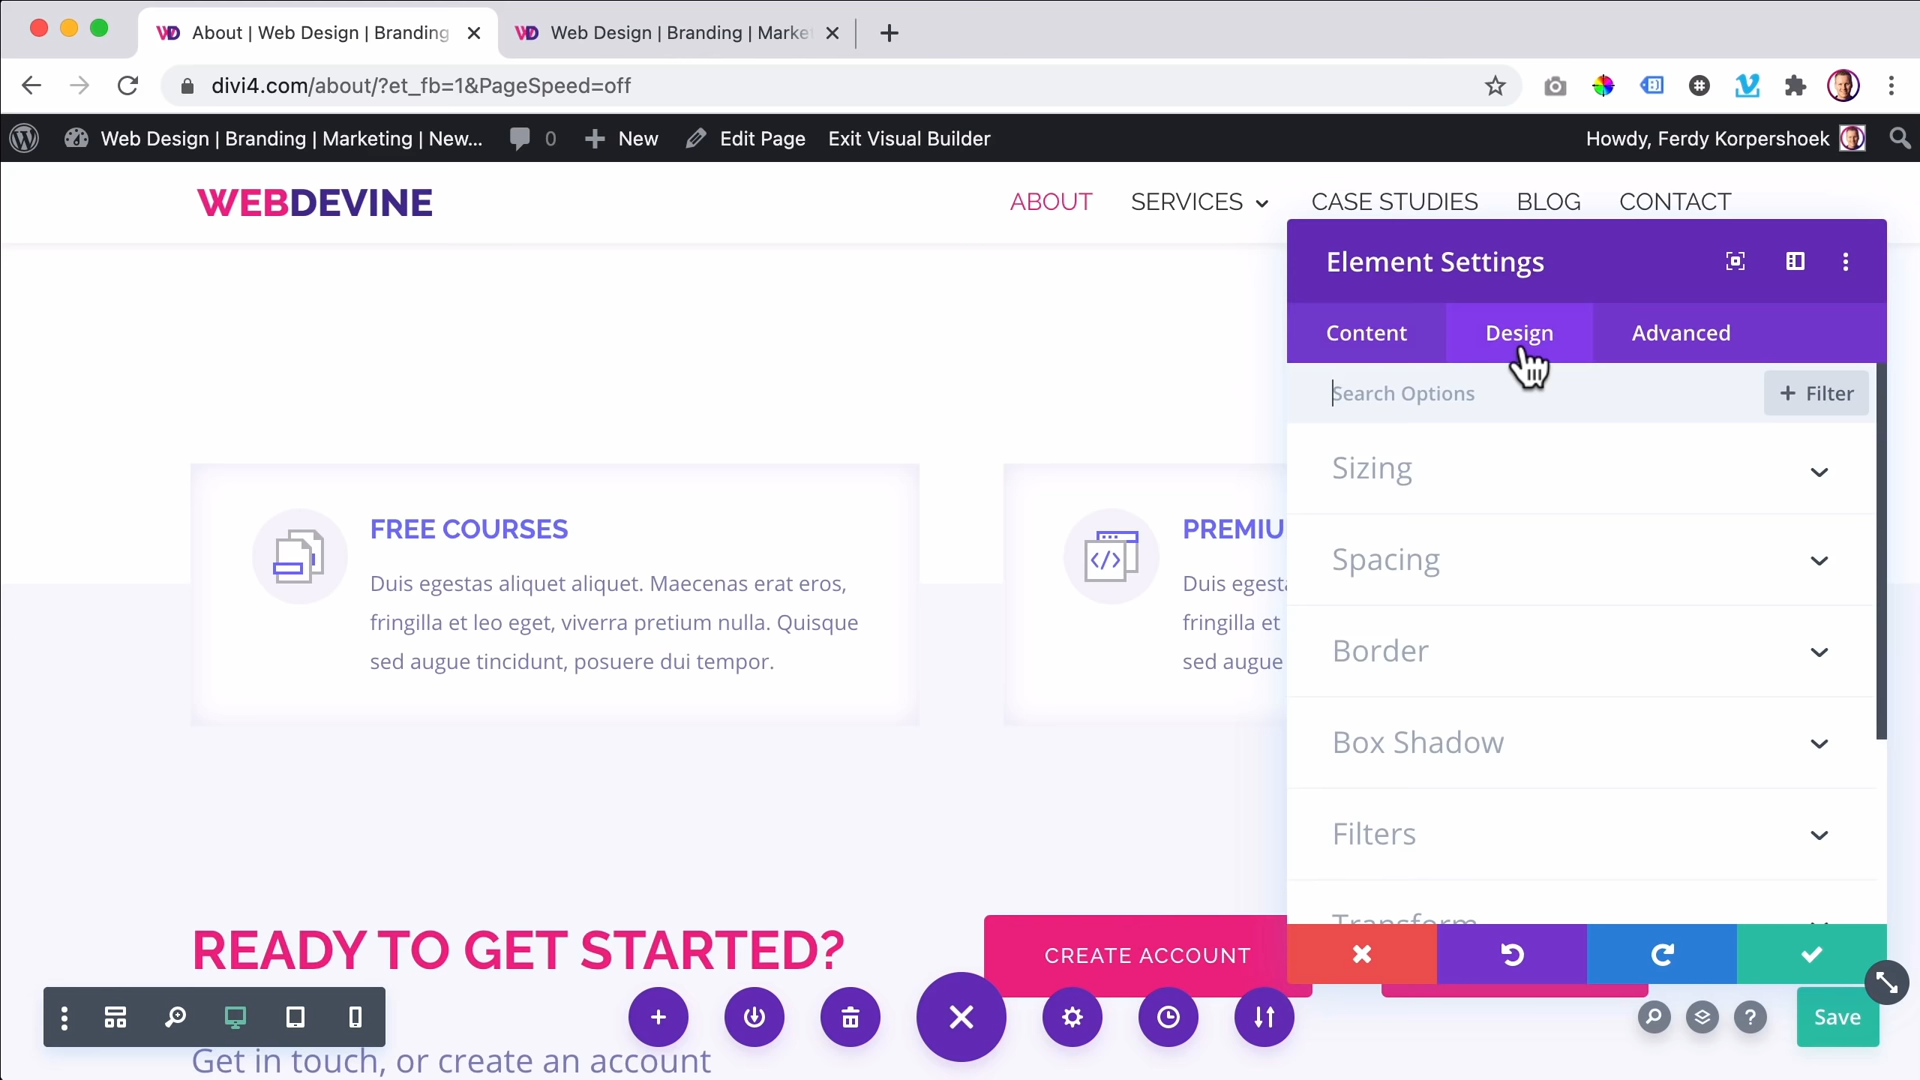 About | Web Design | Branding
Web Design | Branding | Marke
divi4.com/about/?et_fb=1&PageSpeed=off
Web Design | Branding | Marketing | New...
0
New
Edit Page
Exit Visual Builder
Howdy, Ferdy Korpershoek
WEBDEVINE
ABOUT
SERVICES
CASE STUDIES
BLOG
CONTACT
Element Settings
Content
Design
Advanced
Search Options
+ Filter
Sizing
Spacing
Border
Box Shadow
Filters
Transform
FREE COURSES
Duis egestas aliquet aliquet. Maecenas erat eros,
fringilla et leo eget, viverra pretium nulla. Quisque
sed augue tincidunt, posuere dui tempor.
PREMIU
Duis egest
fringilla et
sed augue
READY TO GET STARTED?
CREATE ACCOUNT
Get in touch, or create an account
Save